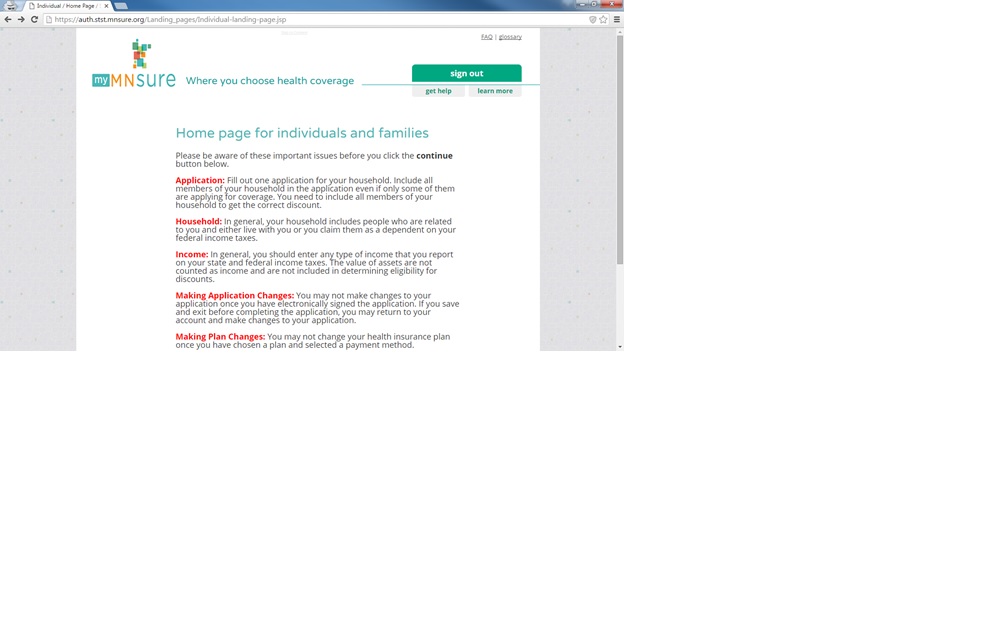 Individual / Home Page /
https://auth.stst.mnsure.org/Landing_pages/Individual-landing-page.jsp
FAQ | glossary
my MNsure
Where you choose health coverage
sign out
get help
learn more
Home page for individuals and families
Please be aware of these important issues before you click the continue
button below.
Application: Fill out one application for your household. Include all
members of your household in the application even if only some of them
are applying for coverage. You need to include all members of your
household to get the correct discount.
Household: In general, your household includes people who are related
to you and either live with you or you claim them as a dependent on your
federal income taxes.
Income: In general, you should enter any type of income that you report
on your state and federal income taxes. The value of assets are not
counted as income and are not included in determining eligibility for
discounts.
Making Application Changes: You may not make changes to your
application once you have electronically signed the application. If you save
and exit before completing the application, you may return to your
account and make changes to your application.
Making Plan Changes: You may not change your health insurance plan
once you have chosen a plan and selected a payment method.